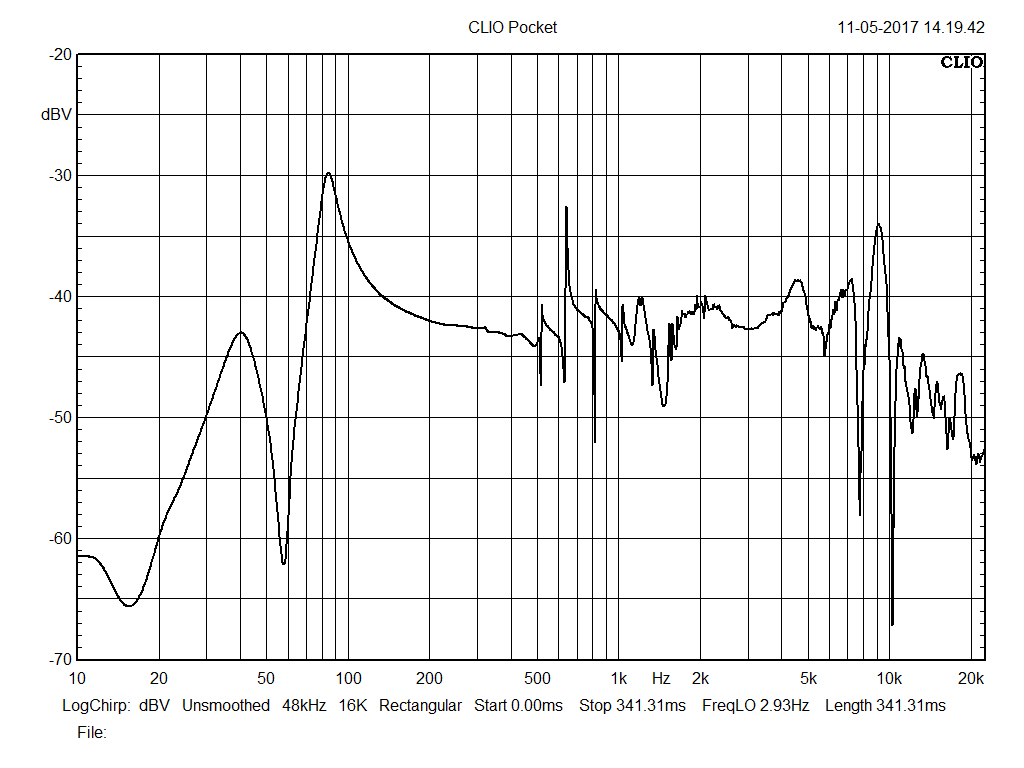 CLIO Pocket 11-05-2017 14.19.42
-20
CLIO
dBV
-30
-40
-50
-60
-70
10 20 50 100 200 500 1k Hz 2k 5k 10k 20k
LogChirp: dBV Unsmoothed 48kHz 16K Rectangular Start 0.00ms Stop 341.31ms FreqLO 2.93Hz Length 341.31ms
File: